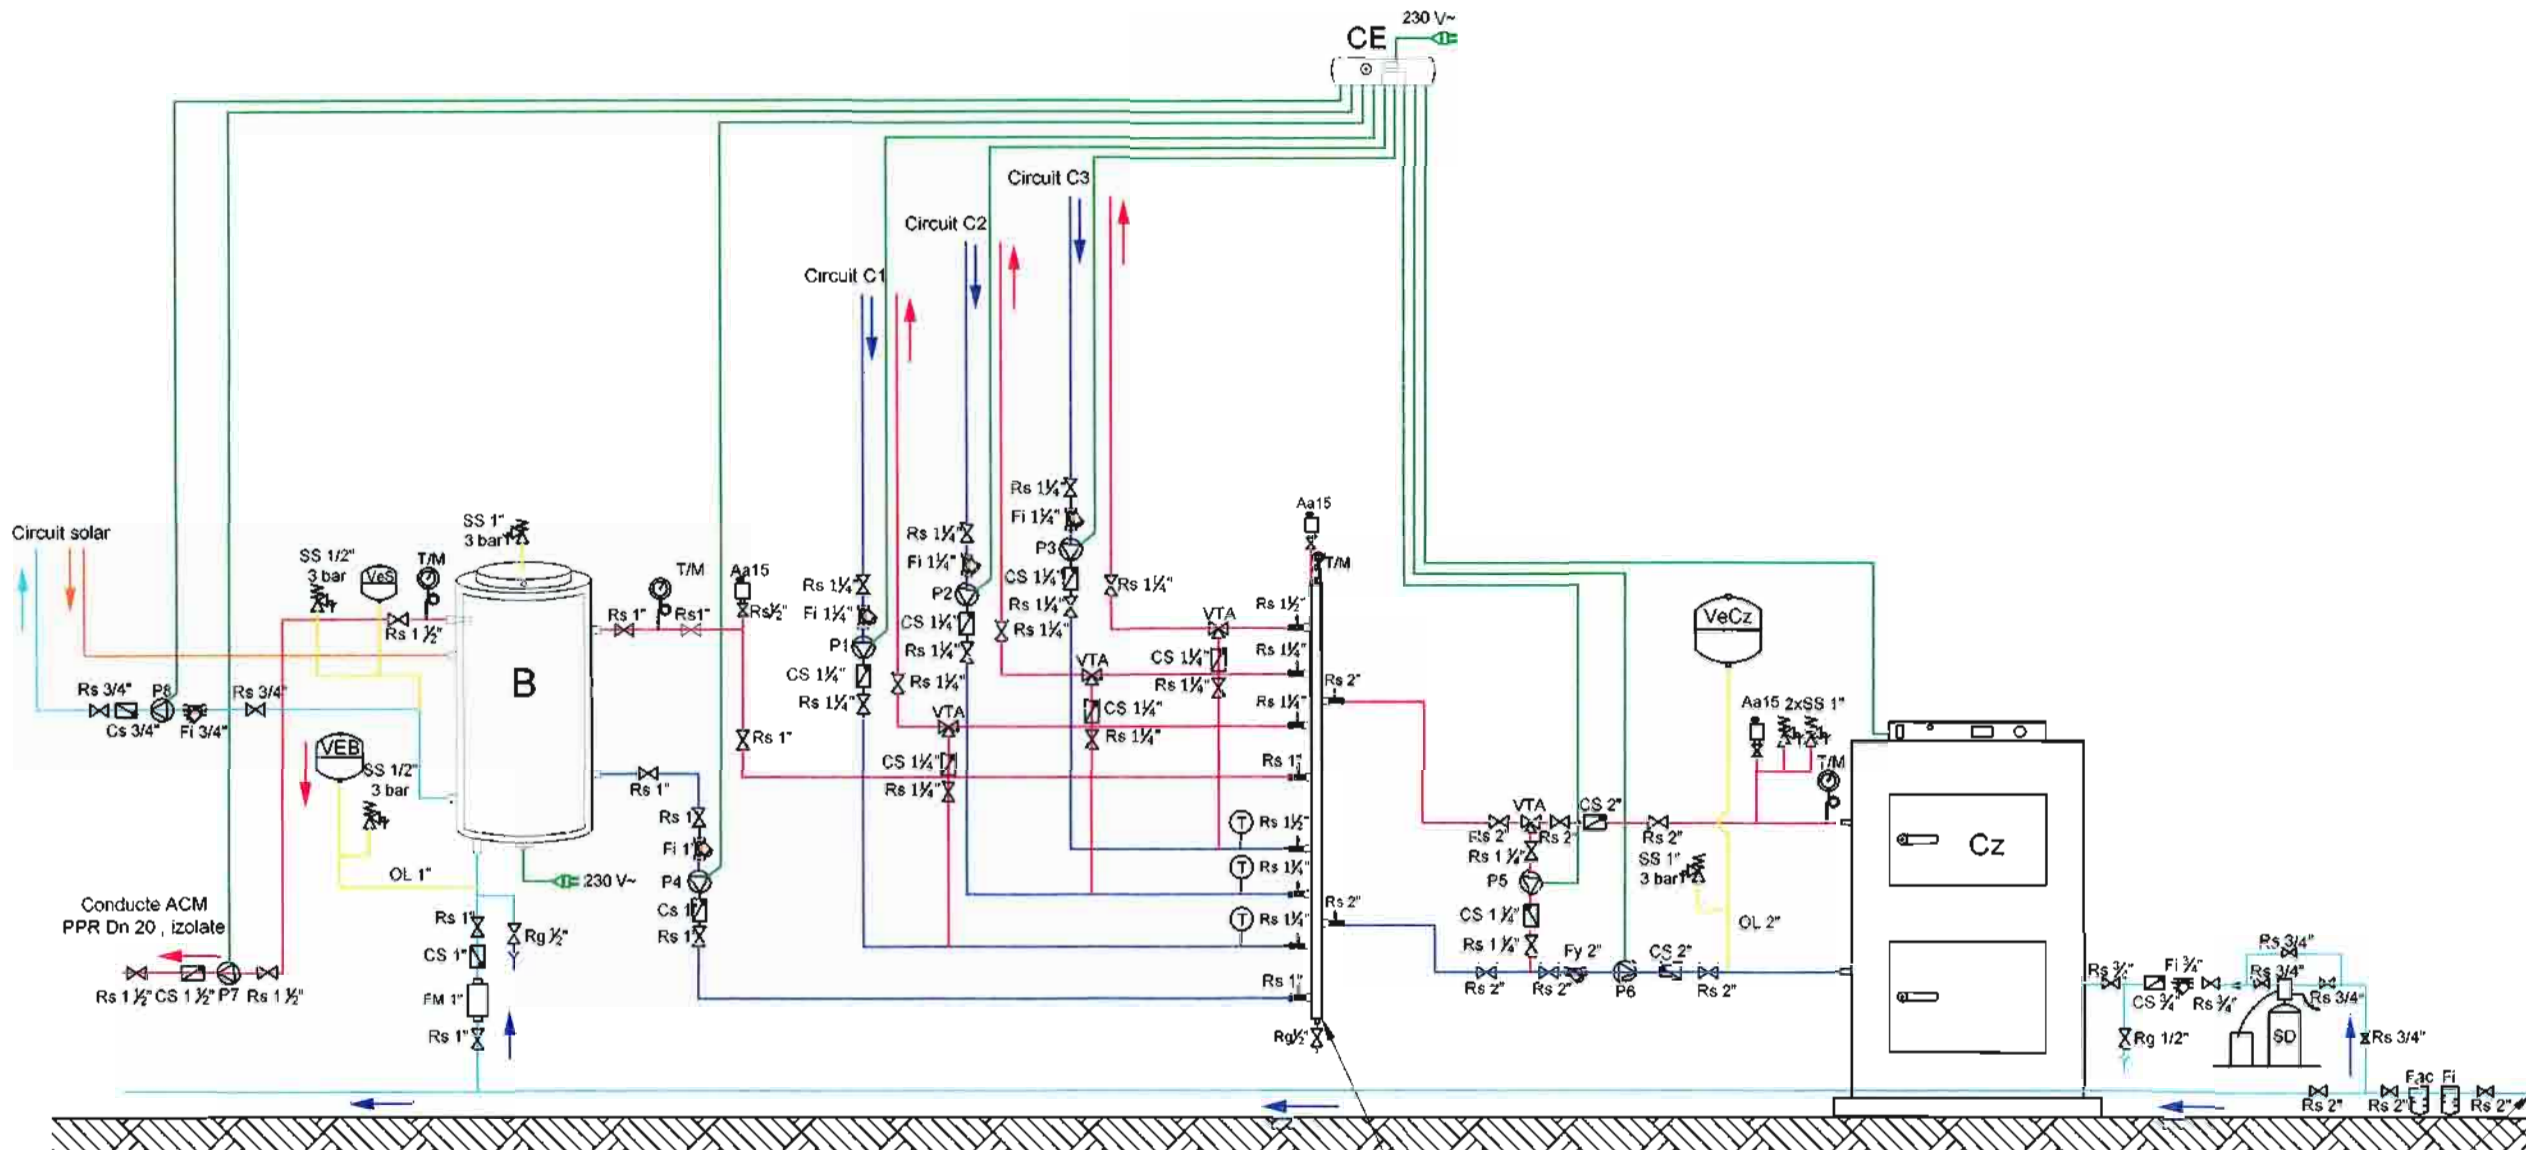 230 V~
CE
Circuit C3
Circuit C2
Circuit C1
Circuit solar
SS 1/2"
3 bar
VeS
T/M
Rs 1 ½"
SS 1"
3 bar
B
Rs 3/4"
P8
Rs 3/4"
Cs 3/4"
Fi 3/4"
VEB
SS 1/2"
3 bar
OL 1"
230 V~
Conducte ACM
PPR Dn 20 , izolate
Rs 1 ½"
CS 1 ½"
P7
Rs 1 ½"
Rs 1"
CS 1"
FM 1"
Rs 1"
Rg ½"
T/M
Rs 1"
Rs1"
Aa15
Rs½"
Rs 1"
Rs 1"
Rs 1
Fi 1"
P4
Cs 1"
Rs 1
Rs 1¼"
Fi 1¼"
P1
CS 1¼"
Rs 1¼"
Rs 1¼"
VTA
CS 1¼"
Rs 1¼"
Rs 1¼"
Fi 1¼"
P2
CS 1¼"
Rs 1¼"
Rs 1¼"
VTA
CS 1¼"
Rs 1¼"
Rs 1¼"
Fi 1¼"
P3
CS 1¼"
Rs 1¼"
Rs 1¼"
VTA
CS 1¼"
Rs 1¼"
Aa15
T/M
Rs 1½"
Rs 1¼"
Rs 1¼"
Rs 1"
T
Rs 1½"
T
Rs 1¼"
T
Rs 1¼"
Rs 1"
Rg½"
Rs 2"
Rs 2"
Rs 2"
VTA
Rs 2
CS 2"
Rs 2"
Rs 1 ¼"
P5
CS 1 ¼"
Rs 1 ¼"
Rs 2"
Rs 2"
Fy 2"
P6
CS 2"
Rs 2"
SS 1"
3 bar
OL 2"
VeCz
Aa15
2xSS 1"
T/M
Cz
Rs ¾"
CS ¾"
Fi ¾"
Rs ¾"
Rs 3/4"
Rs 3/4"
Rs 3/4"
Rg 1/2"
SD
Rs 3/4"
Rs 2"
Rs 2"
Fac
Fi
Rs 2"